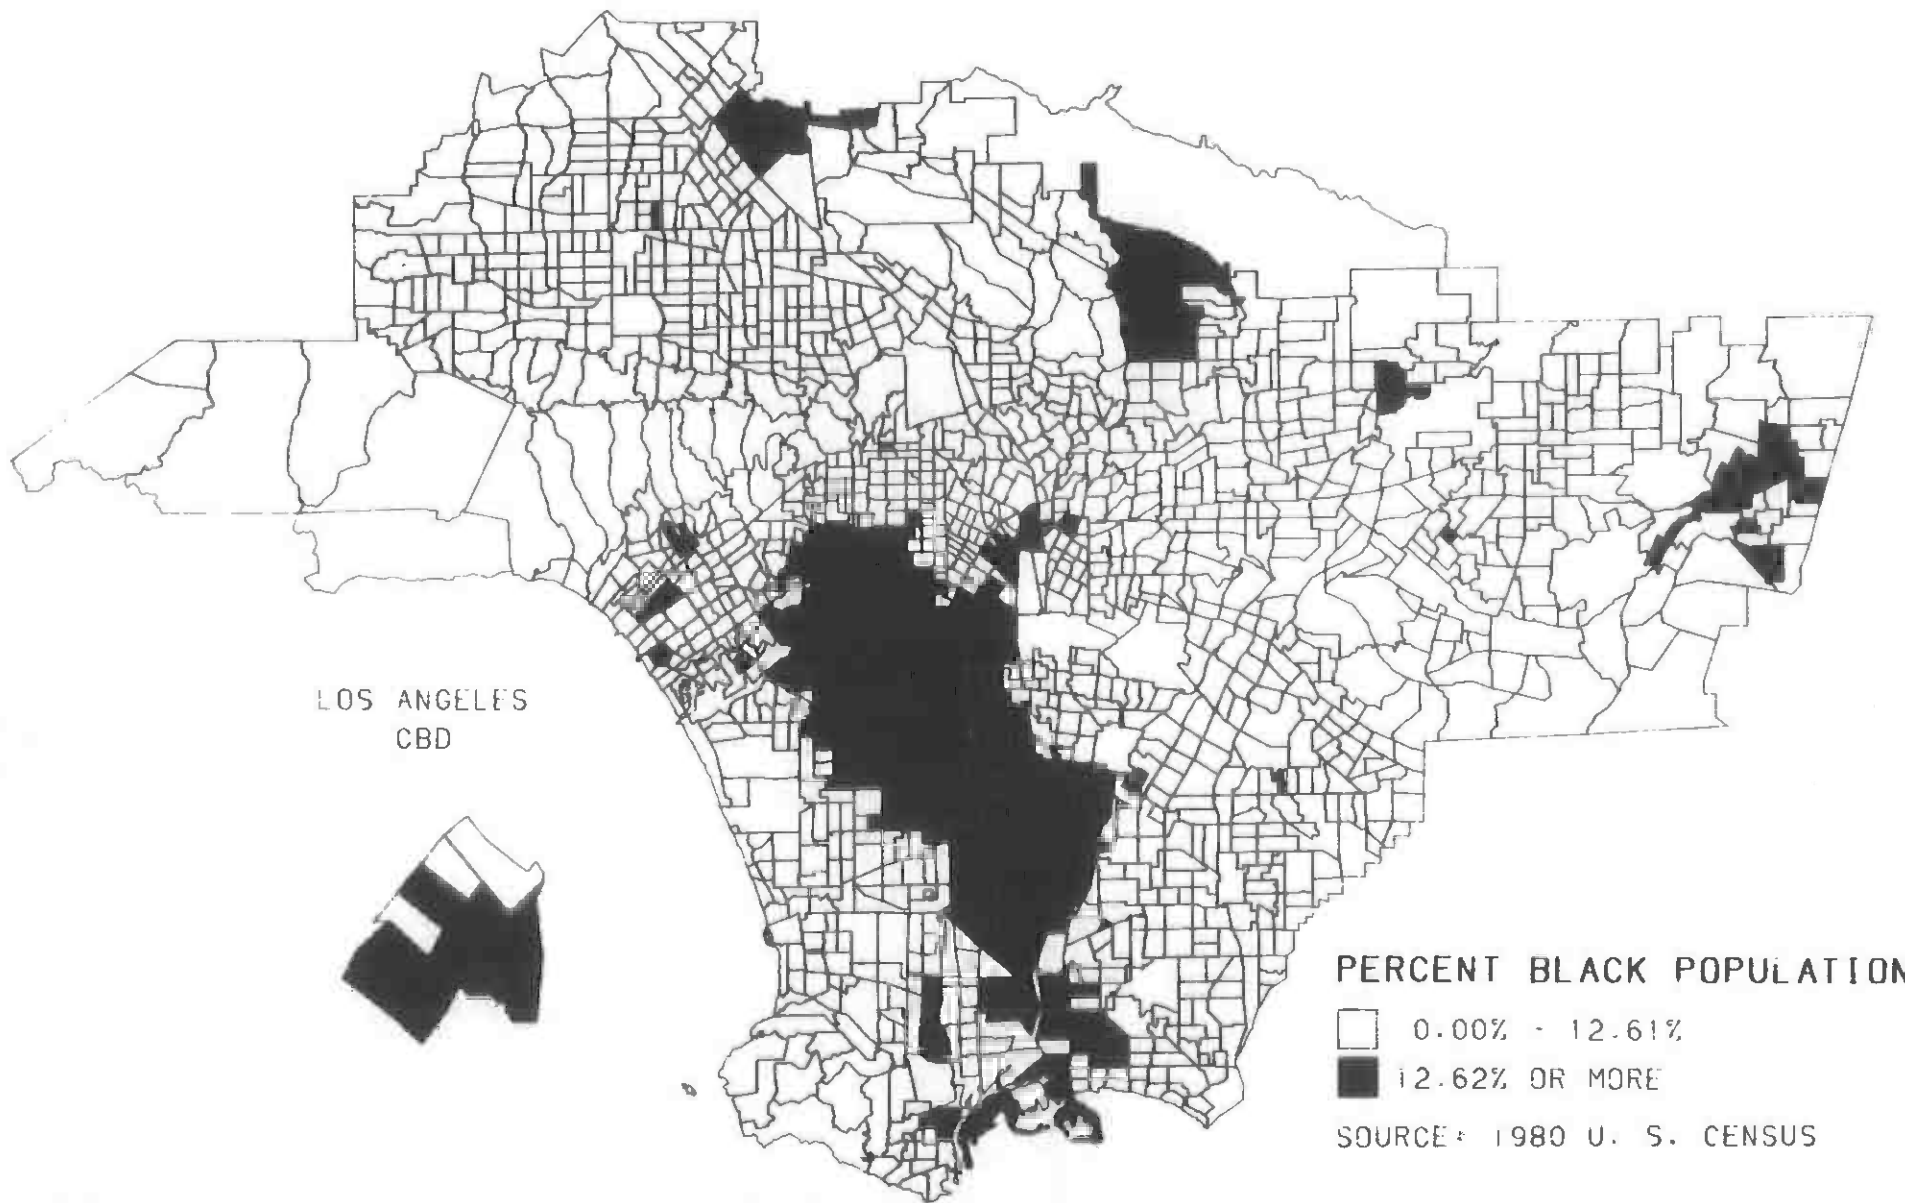 LOS ANGELES
CBD
PERCENT BLACK POPULATION
0.00% - 12.61%
12.62% OR MORE
SOURCE: 1980 U. S. CENSUS